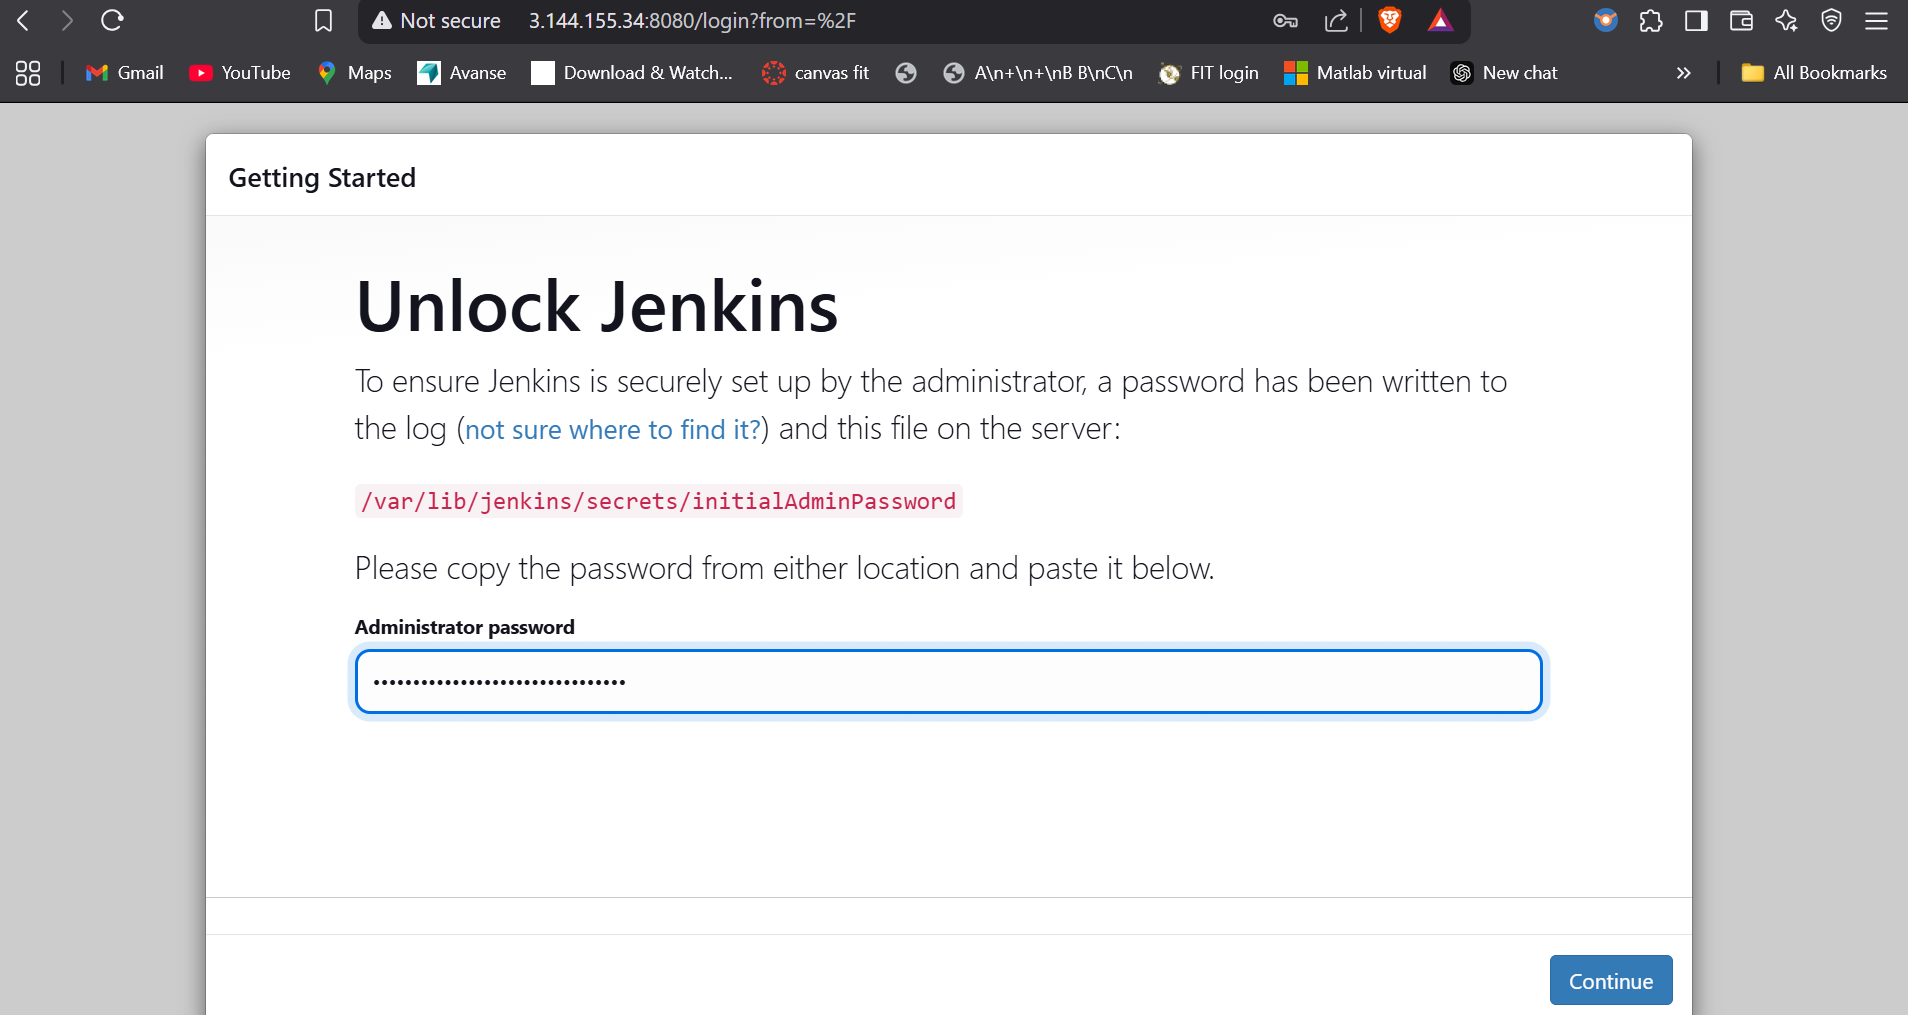 Not secure 3.144.155.34:8080/login?from=%2F
Gmail YouTube Maps Avanse Download & Watch... canvas fit A\n+\n+\nB B\nC\n FIT login Matlab virtual New chat » All Bookmarks
Getting Started
Unlock Jenkins
To ensure Jenkins is securely set up by the administrator, a password has been written to
the log (not sure where to find it?) and this file on the server:
/var/lib/jenkins/secrets/initialAdminPassword
Please copy the password from either location and paste it below.
Administrator password
••••••••••••••••••••••••••••••••
Continue